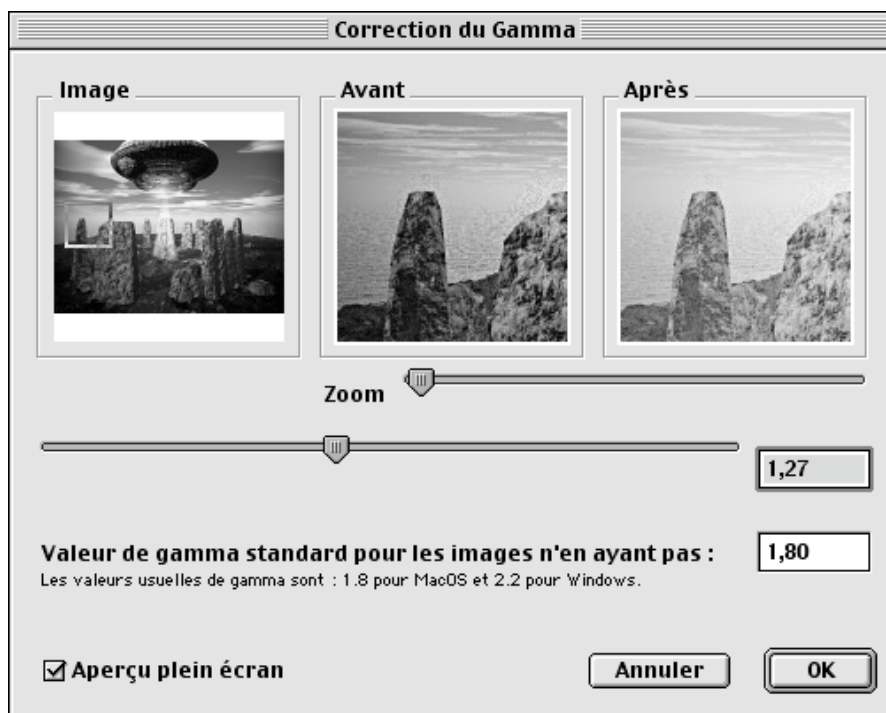 Correction du Gamma
Image
Avant
Après
Zoom
1,27
Valeur de gamma standard pour les images n'en ayant pas :
1,80
Les valeurs usuelles de gamma sont : 1.8 pour MacOS et 2.2 pour Windows.
Aperçu plein écran
Annuler
OK